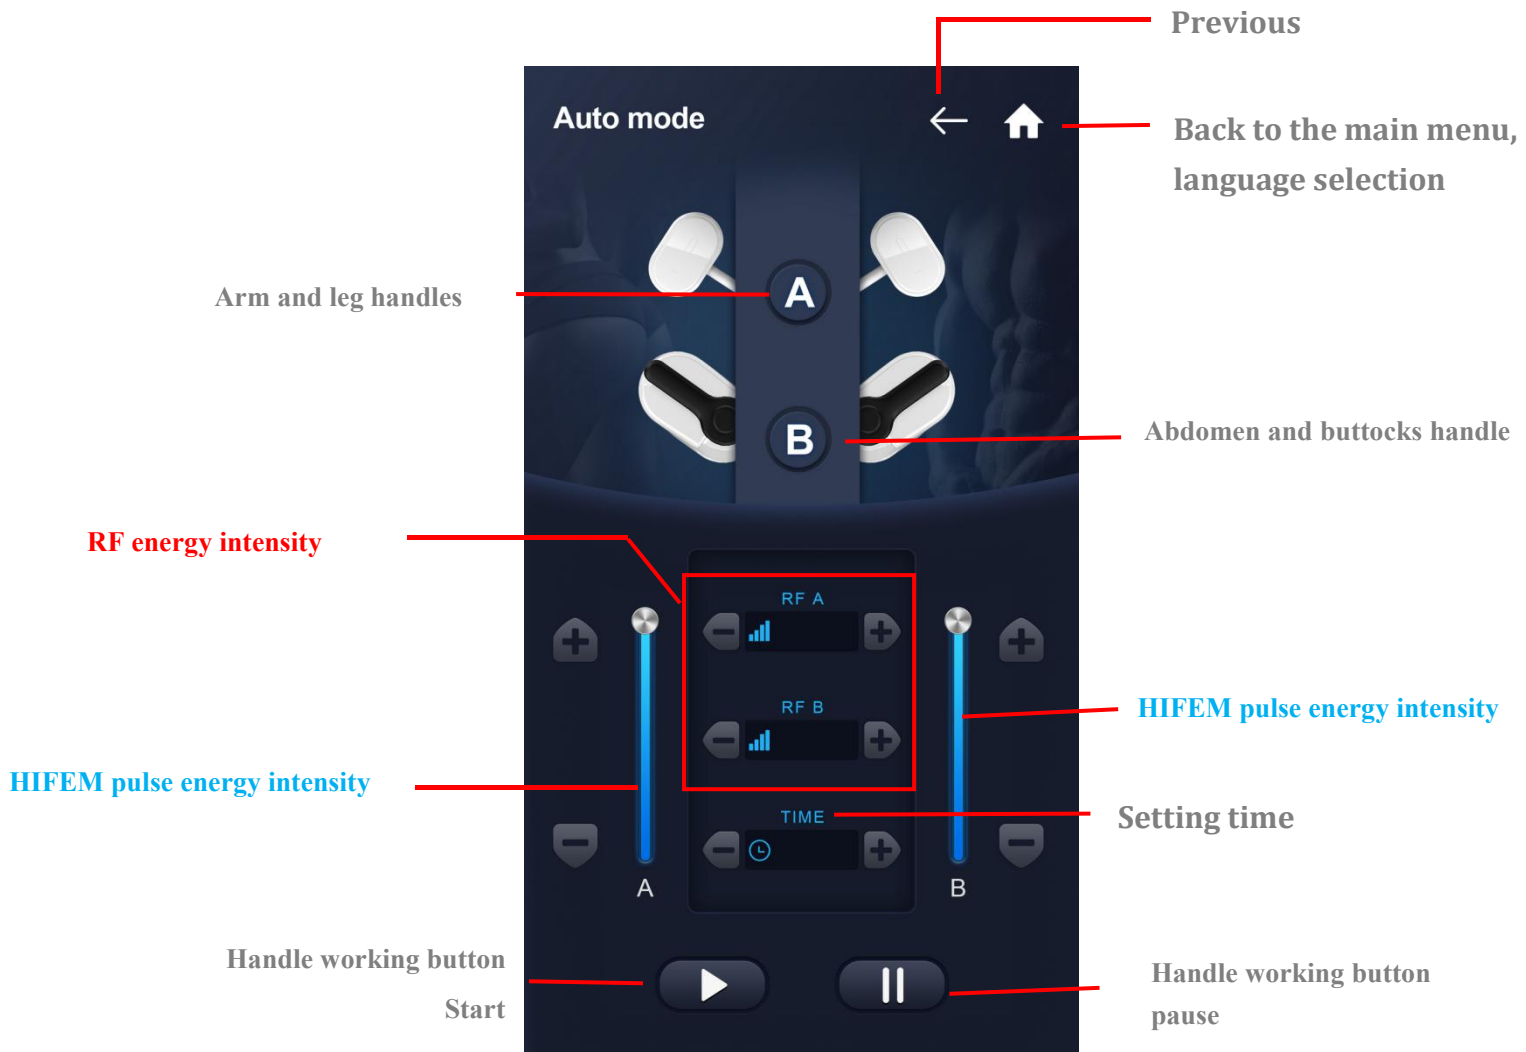 Previous
Auto mode
Back to the main menu,
language selection
A
Arm and leg handles
B
Abdomen and buttocks handle
RF energy intensity
RF A
RF B
HIFEM pulse energy intensity
HIFEM pulse energy intensity
TIME
Setting time
A
B
Handle working button
Start
Handle working button
pause